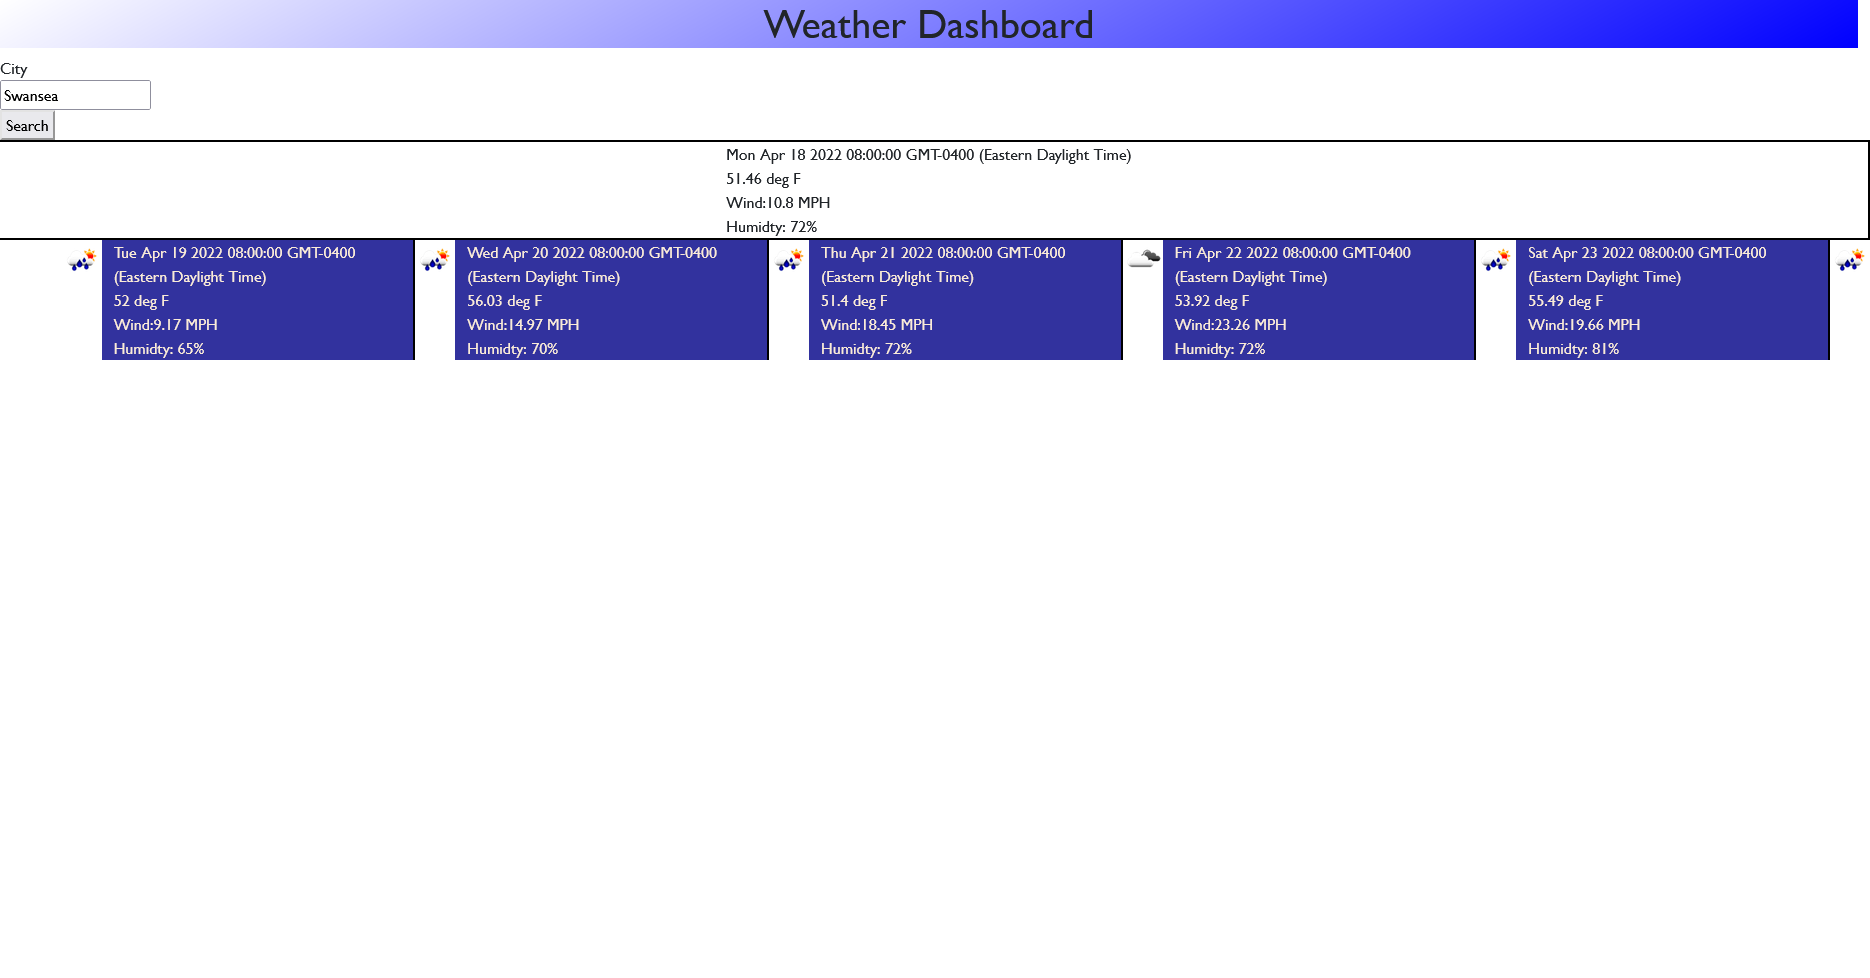 Weather Dashboard
City
Swansea
Search
Mon Apr 18 2022 08:00:00 GMT-0400 (Eastern Daylight Time)
51.46 deg F
Wind:10.8 MPH
Humidty: 72%
Tue Apr 19 2022 08:00:00 GMT-0400
(Eastern Daylight Time)
52 deg F
Wind:9.17 MPH
Humidty: 65%
Wed Apr 20 2022 08:00:00 GMT-0400
(Eastern Daylight Time)
56.03 deg F
Wind:14.97 MPH
Humidty: 70%
Thu Apr 21 2022 08:00:00 GMT-0400
(Eastern Daylight Time)
51.4 deg F
Wind:18.45 MPH
Humidty: 72%
Fri Apr 22 2022 08:00:00 GMT-0400
(Eastern Daylight Time)
53.92 deg F
Wind:23.26 MPH
Humidty: 72%
Sat Apr 23 2022 08:00:00 GMT-0400
(Eastern Daylight Time)
55.49 deg F
Wind:19.66 MPH
Humidty: 81%